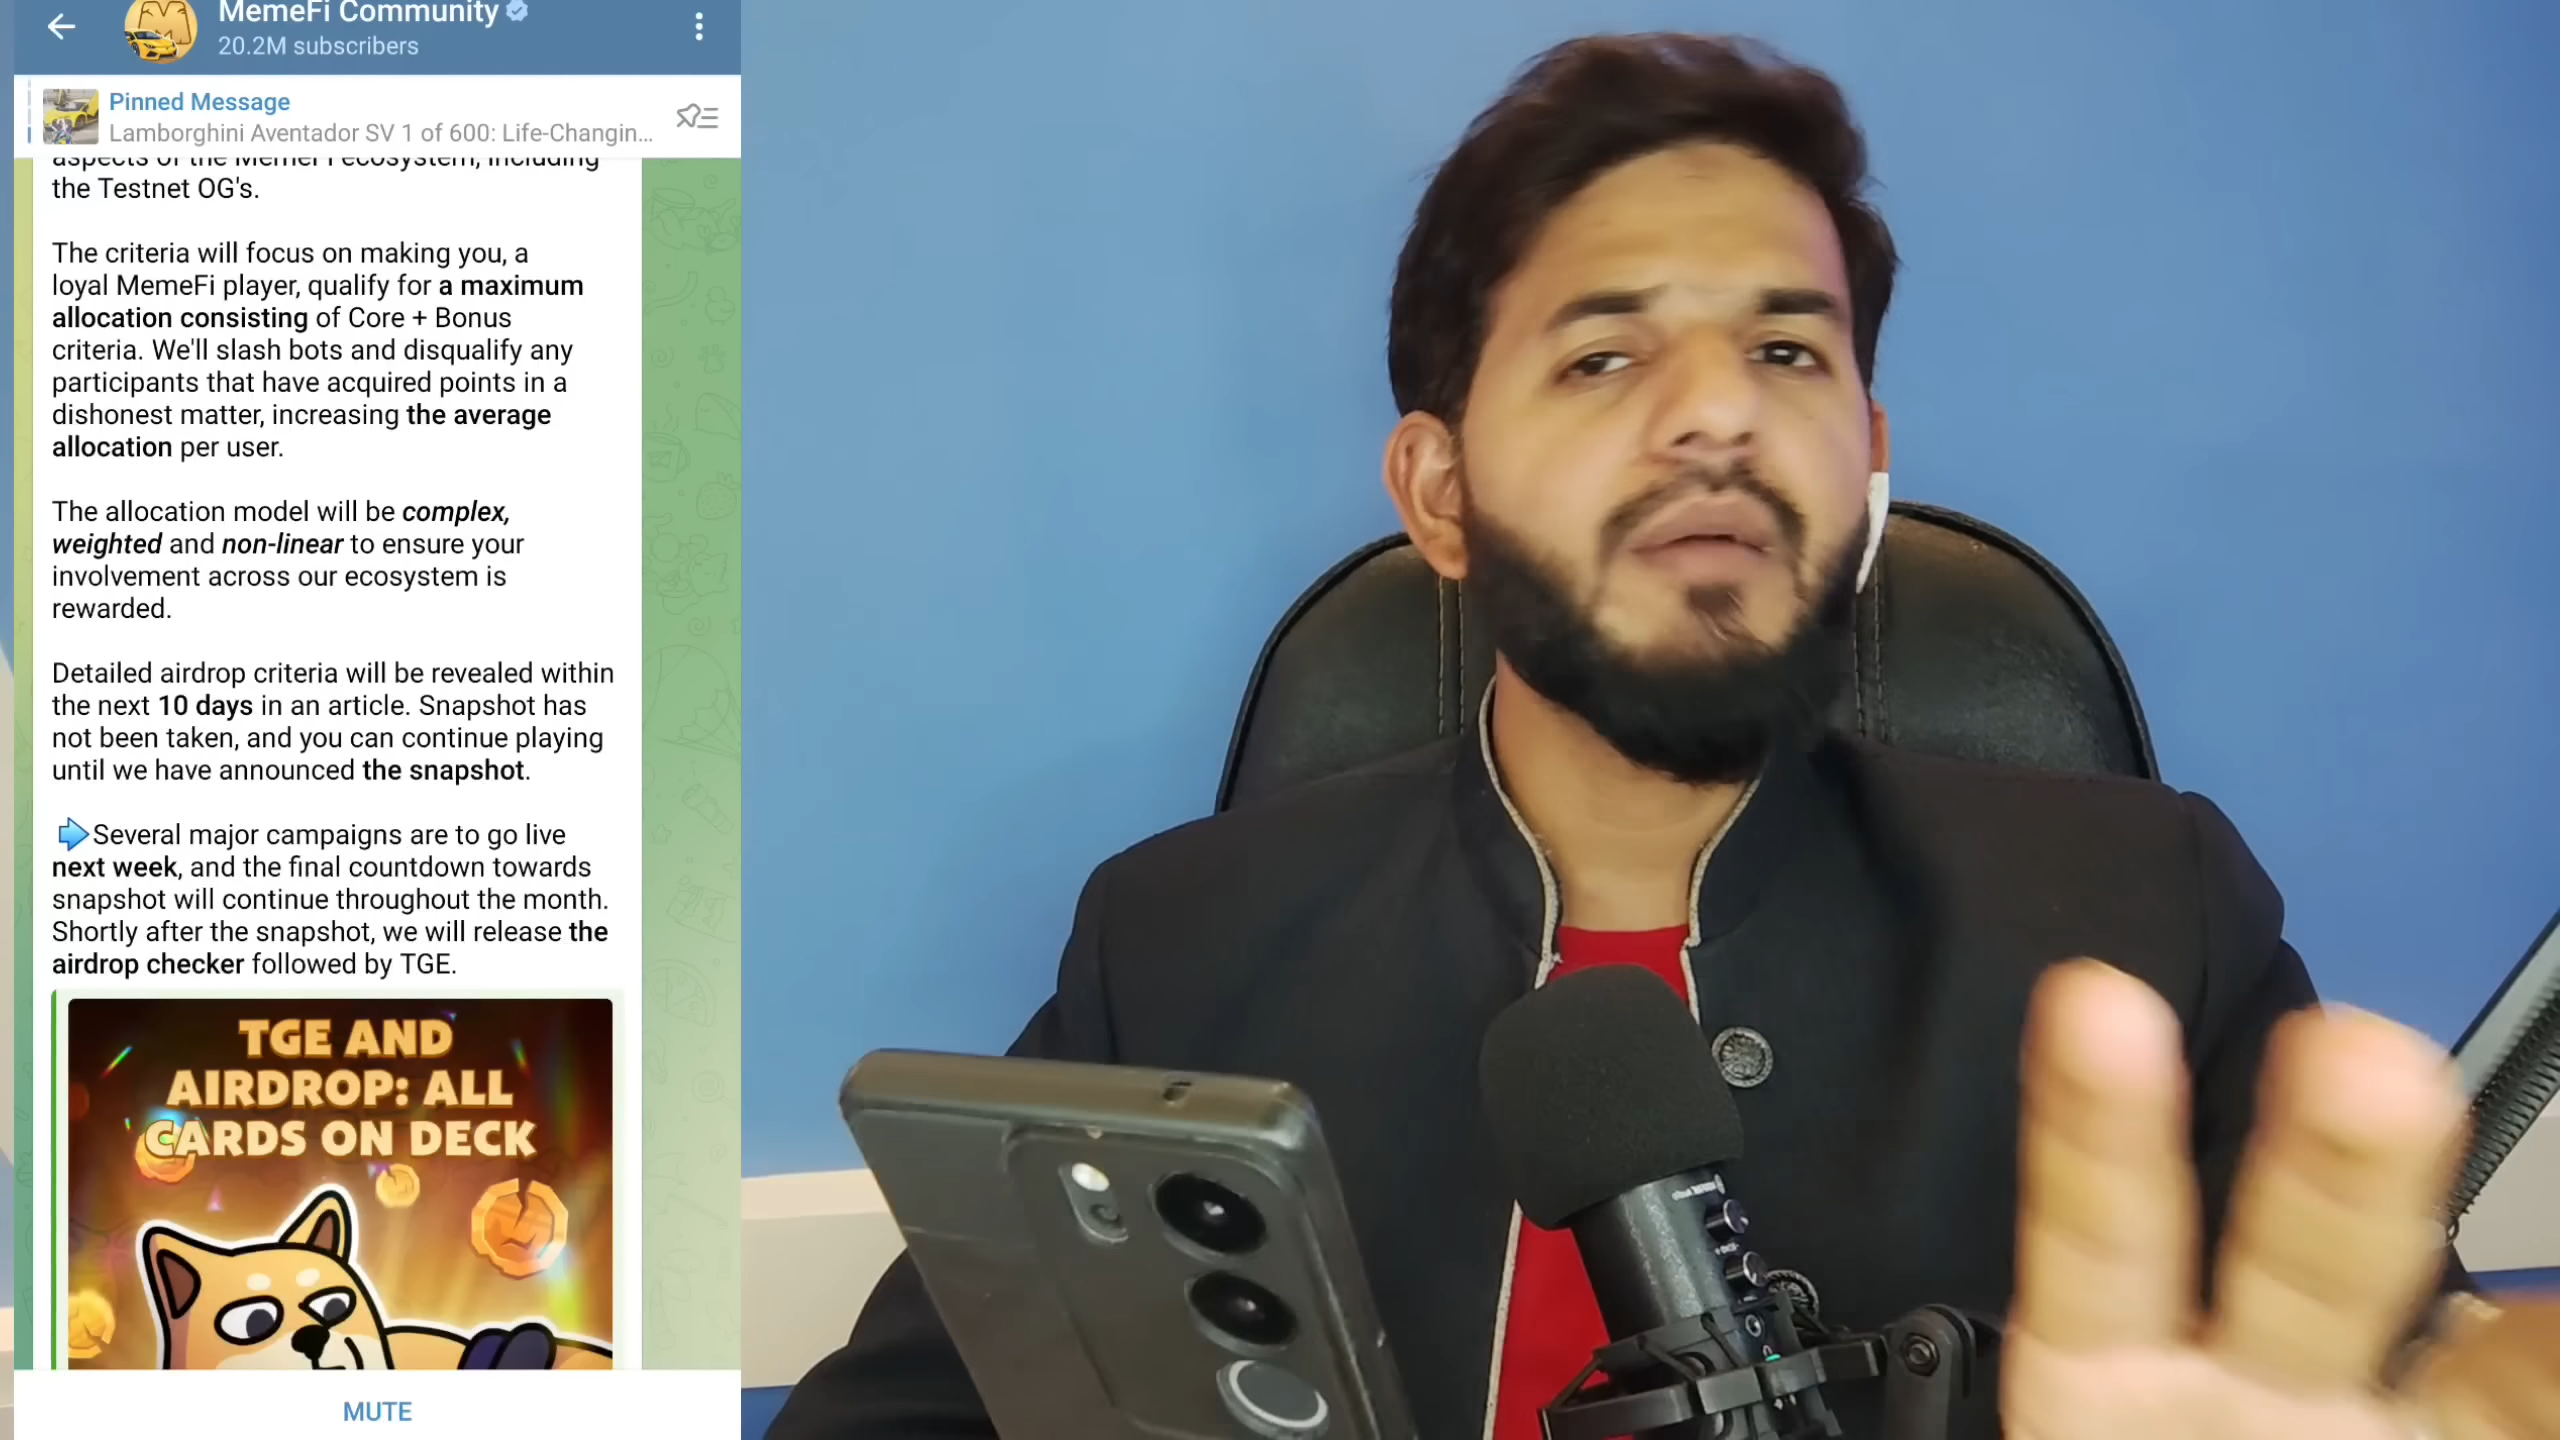 MemeFi Community
20.2M subscribers
Pinned Message
Lamborghini Aventador SV 1 of 600: Life-Changin...
aspects of the MemeFi ecosystem, including
the Testnet OG's.
The criteria will focus on making you, a
loyal MemeFi player, qualify for a maximum
allocation consisting of Core + Bonus
criteria. We'll slash bots and disqualify any
participants that have acquired points in a
dishonest matter, increasing the average
allocation per user.
The allocation model will be complex,
weighted and non-linear to ensure your
involvement across our ecosystem is
rewarded.
Detailed airdrop criteria will be revealed within
the next 10 days in an article. Snapshot has
not been taken, and you can continue playing
until we have announced the snapshot.
Several major campaigns are to go live
next week, and the final countdown towards
snapshot will continue throughout the month.
Shortly after the snapshot, we will release the
airdrop checker followed by TGE.
TGE AND
AIRDROP: ALL
CARDS ON DECK
MUTE